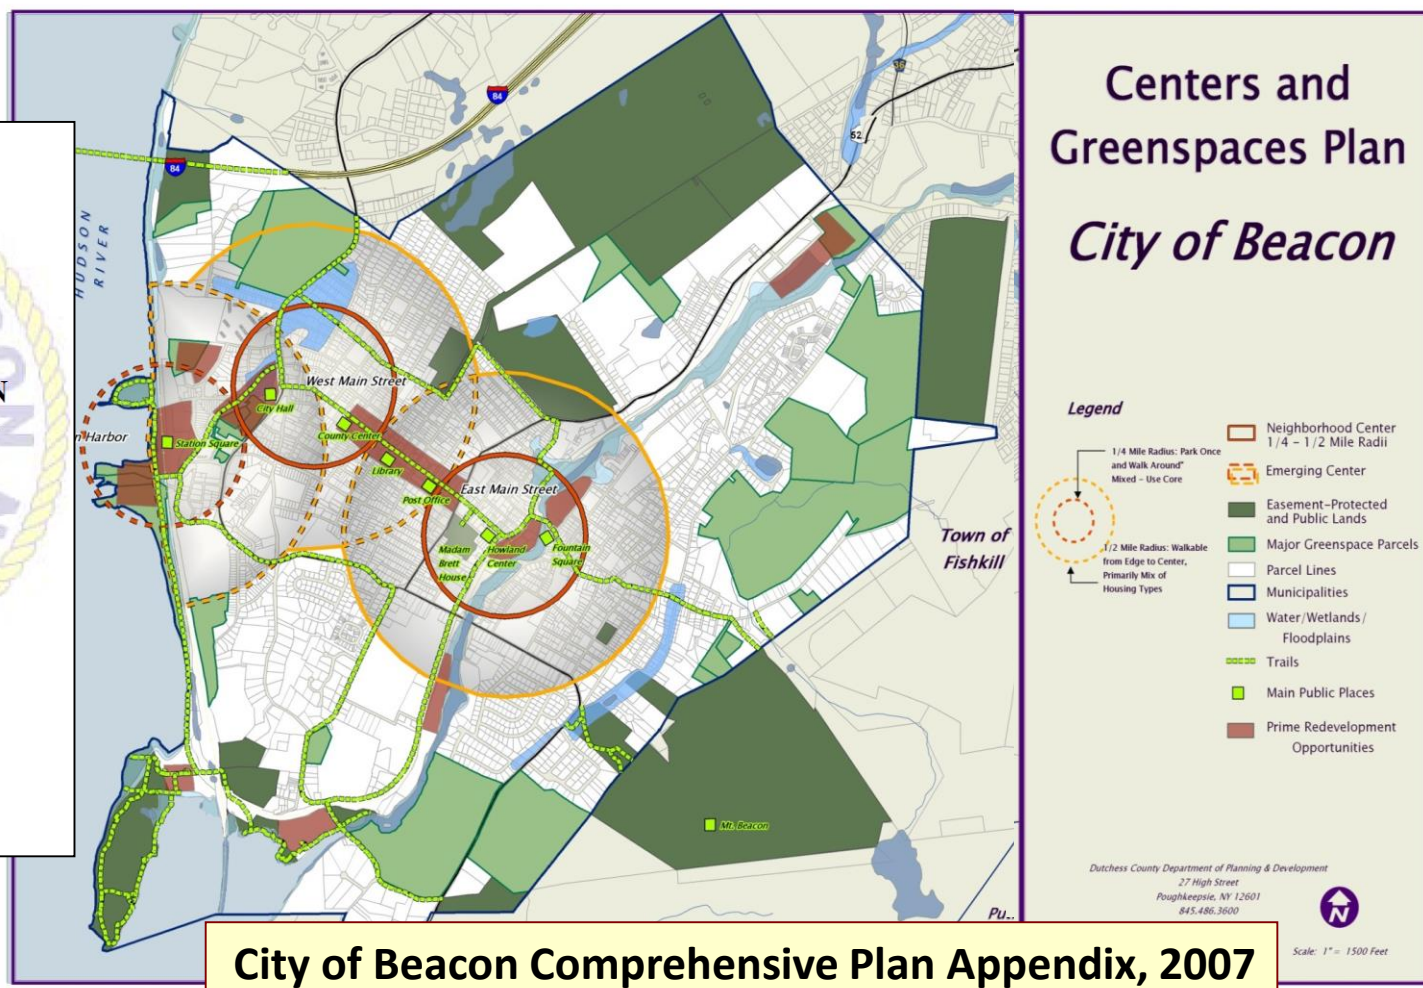 Centers and
Greenspaces Plan
City of Beacon
84
84
36
52
HUDSON
RIVER
N
Harbor
West Main Street
City Hall
Station Square
County Center
Library
Post Office
East Main Street
Madam
Brett
House
Howland
Center
Fountain
Square
Town of
Fishkill
Mt. Beacon
Legend
1/4 Mile Radius: Park Once
and Walk Around"
Mixed - Use Core
1/2 Mile Radius: Walkable
from Edge to Center,
Primarily Mix of
Housing Types
Neighborhood Center
1/4 - 1/2 Mile Radii
Emerging Center
Easement-Protected
and Public Lands
Major Greenspace Parcels
Parcel Lines
Municipalities
Water/Wetlands/
Floodplains
Trails
Main Public Places
Prime Redevelopment
Opportunities
Dutchess County Department of Planning & Development
27 High Street
Poughkeepsie, NY 12601
845.486.3600
N
Scale: 1" = 1500 Feet
City of Beacon Comprehensive Plan Appendix, 2007